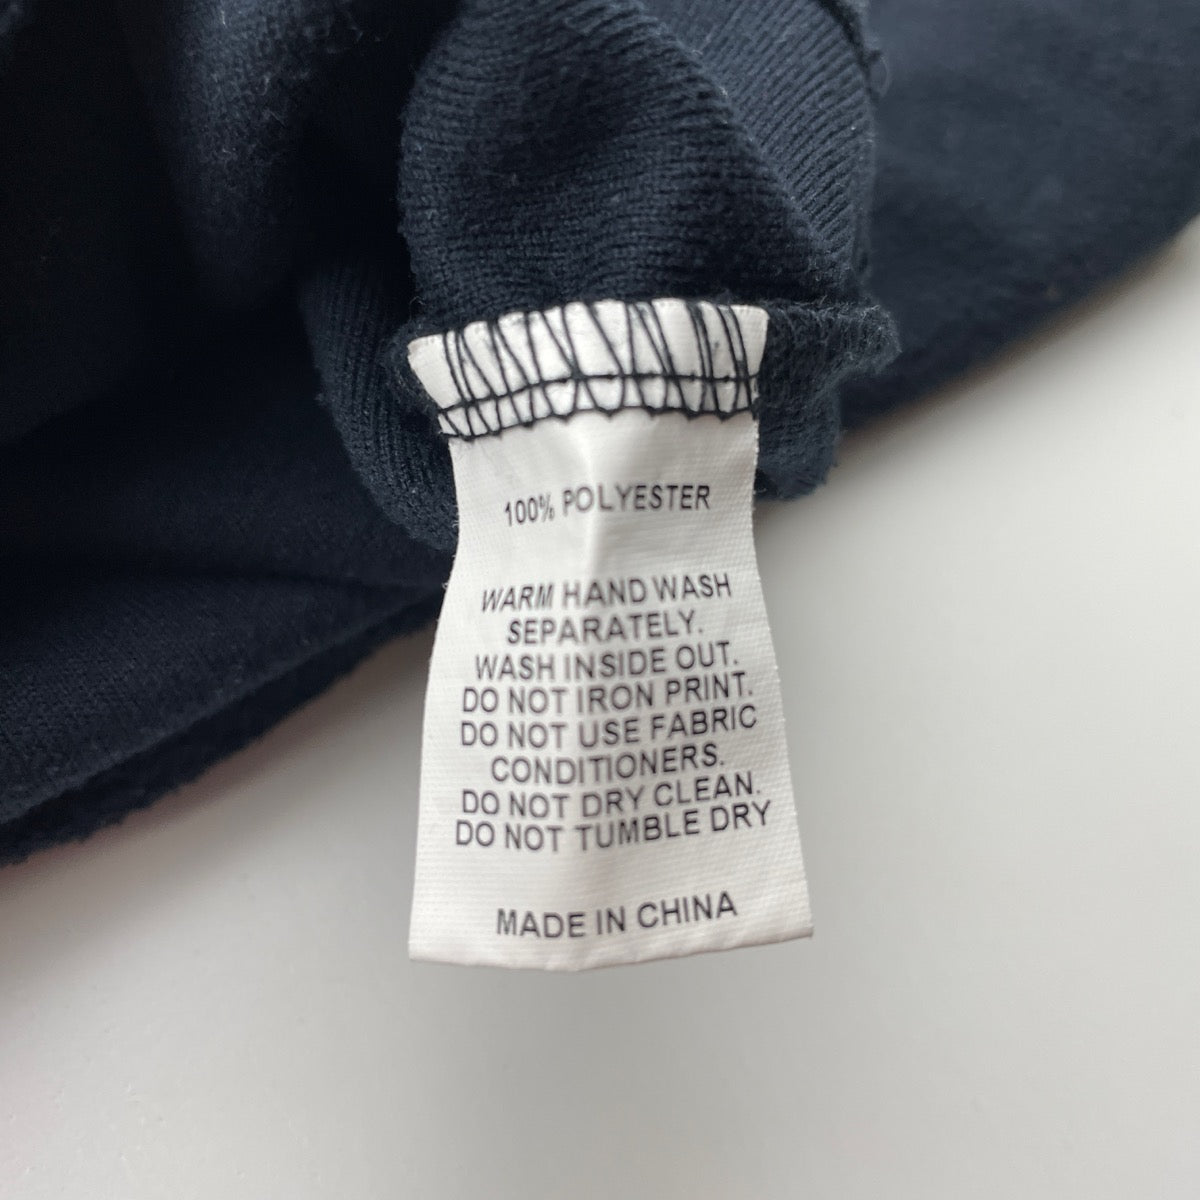 100% POLYESTER
WARM HAND WASH
SEPARATELY.
WASH INSIDE OUT.
DO NOT IRON PRINT.
DO NOT USE FABRIC
CONDITIONERS.
DO NOT DRY CLEAN.
DO NOT TUMBLE DRY
MADE IN CHINA